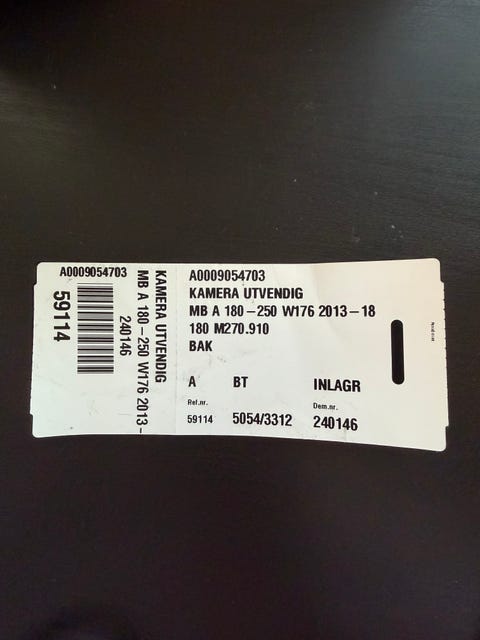 A0009054703
59114
240146
MB A 180-250 W176 2013-
KAMERA UTVENDIG
A0009054703
KAMERA UTVENDIG
MB A 180-250 W176 2013-18
180 M270.910
BAK
A BT INLAGR
Ref.nr. Dem.nr.
59114 5054/3312 240146